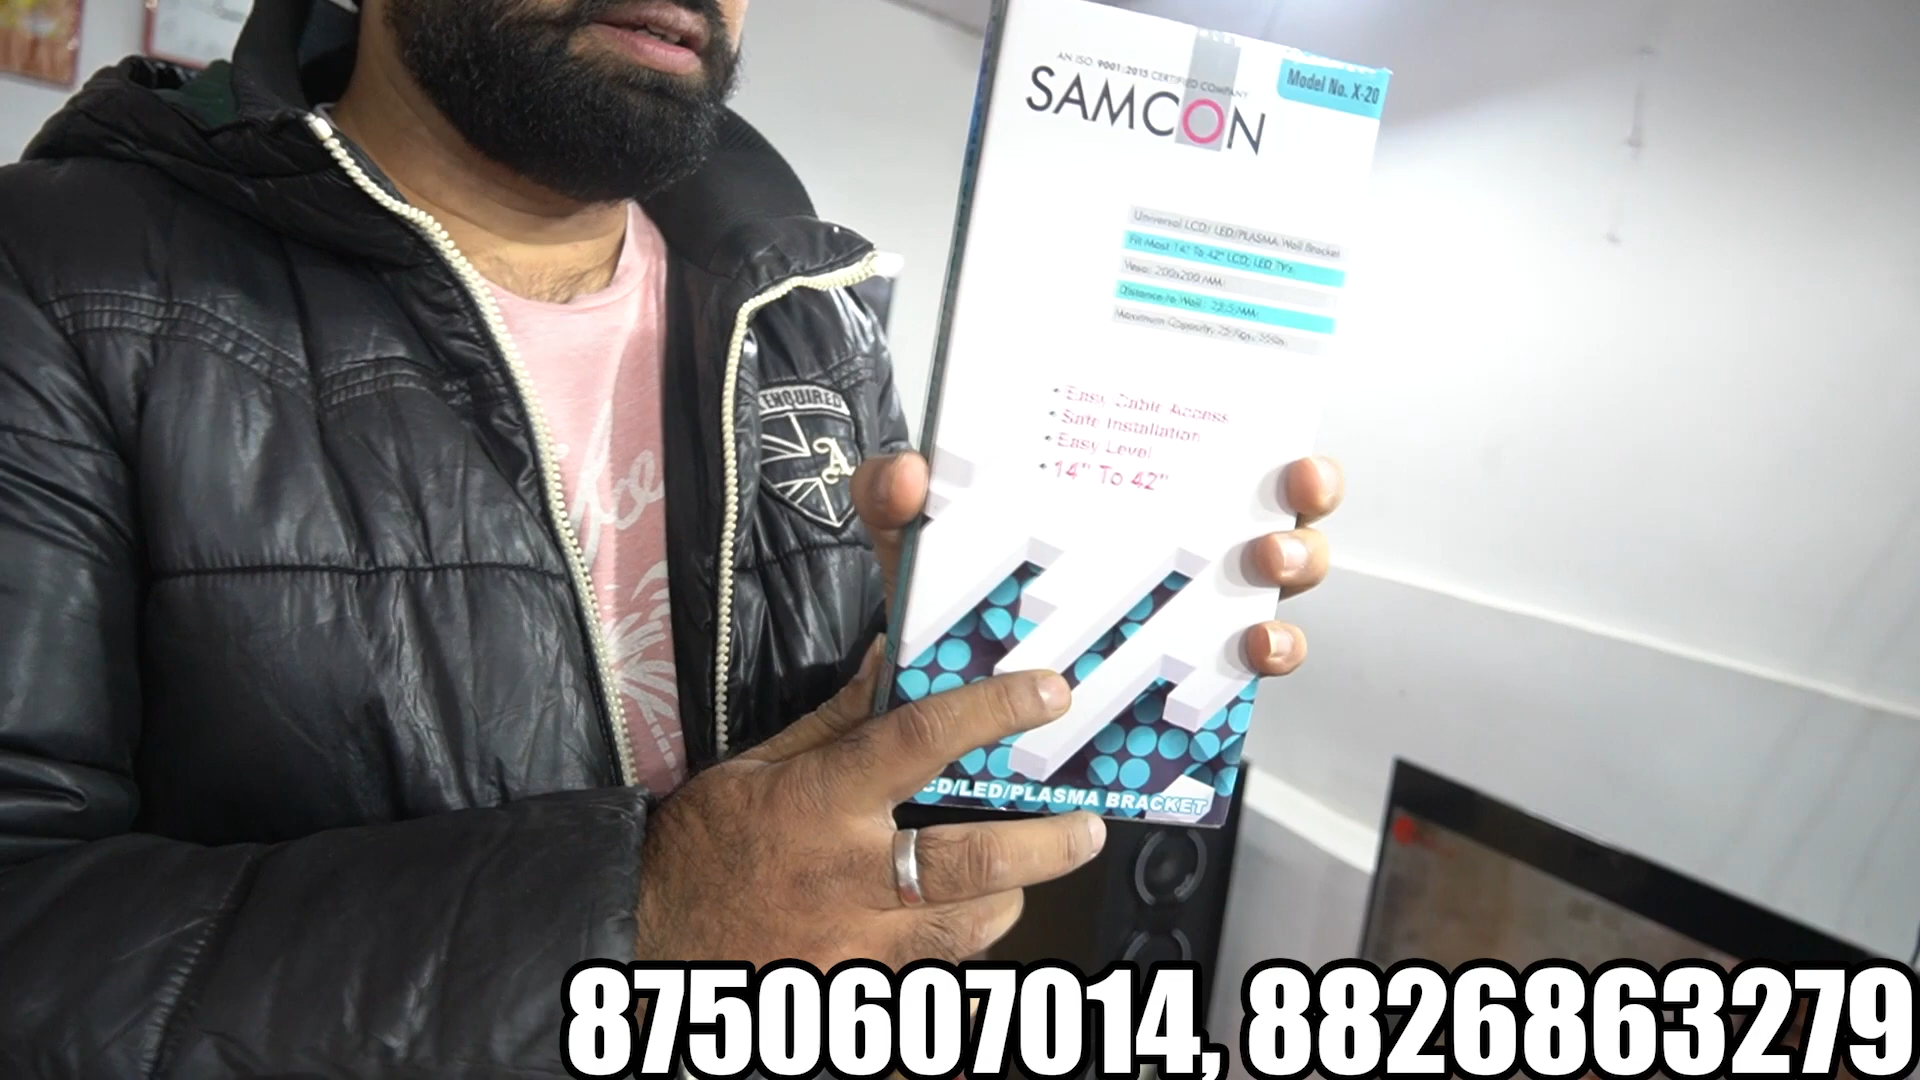 AN ISO 9001:2015 CERTIFIED COMPANY
SAMCON
Model No. X-20
Universal LCD/ LED/PLASMA Wall Bracket
Fit Most 14" To 42" LCD, LED TVs
Vesa: 200x200 MM
Distance to Wall : 28.5 MM
Maximum Capacity, 25 Kgs,
• Easy Cable Access
• Safe Installation
• Easy Level
• 14" To 42"
CD/LED/PLASMA BRACKET
ENQUIRED
A
8750607014, 8826863279